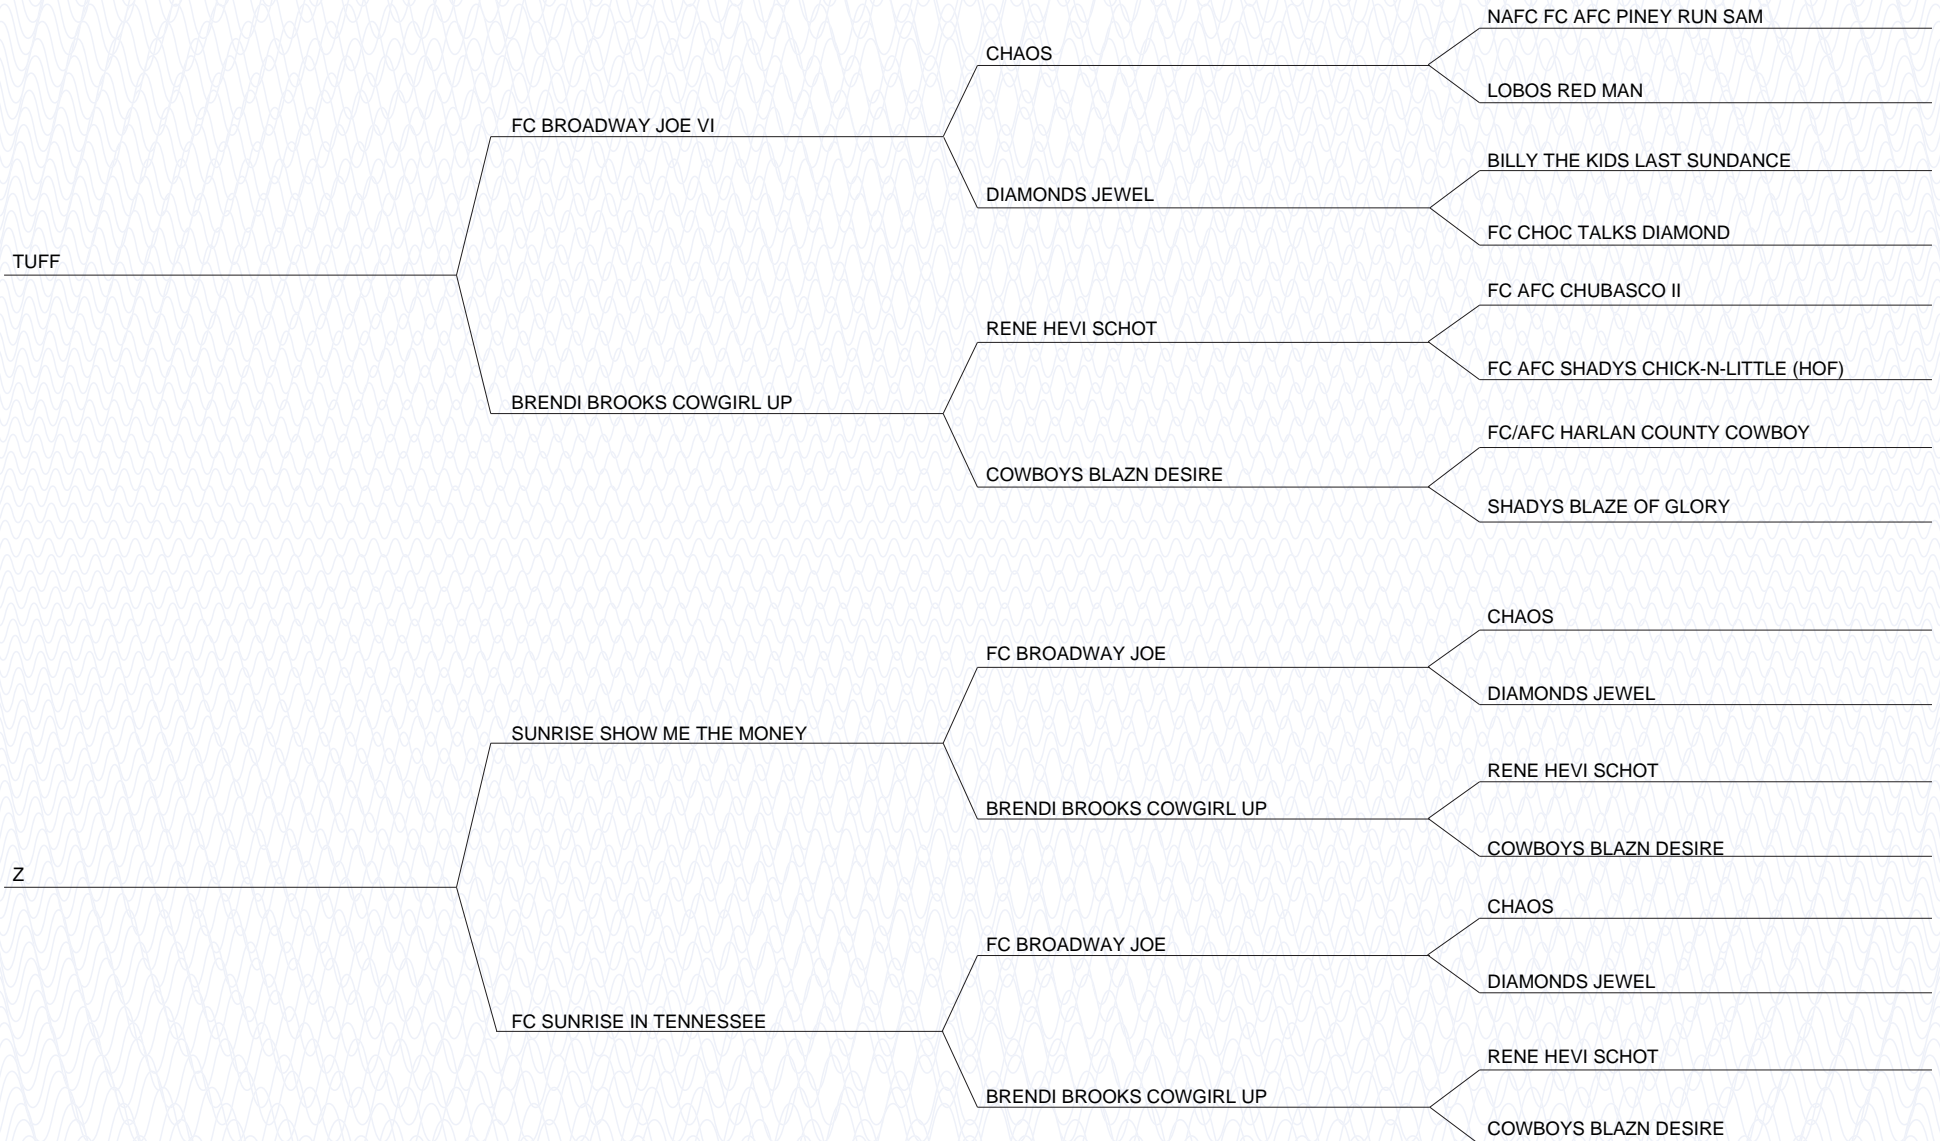 NAFC FC AFC PINEY RUN SAM
CHAOS
LOBOS RED MAN
FC BROADWAY JOE VI
BILLY THE KIDS LAST SUNDANCE
DIAMONDS JEWEL
FC CHOC TALKS DIAMOND
TUFF
FC AFC CHUBASCO II
RENE HEVI SCHOT
FC AFC SHADYS CHICK-N-LITTLE (HOF)
BRENDI BROOKS COWGIRL UP
FC/AFC HARLAN COUNTY COWBOY
COWBOYS BLAZN DESIRE
SHADYS BLAZE OF GLORY
CHAOS
FC BROADWAY JOE
DIAMONDS JEWEL
SUNRISE SHOW ME THE MONEY
RENE HEVI SCHOT
BRENDI BROOKS COWGIRL UP
COWBOYS BLAZN DESIRE
Z
CHAOS
FC BROADWAY JOE
DIAMONDS JEWEL
FC SUNRISE IN TENNESSEE
RENE HEVI SCHOT
BRENDI BROOKS COWGIRL UP
COWBOYS BLAZN DESIRE